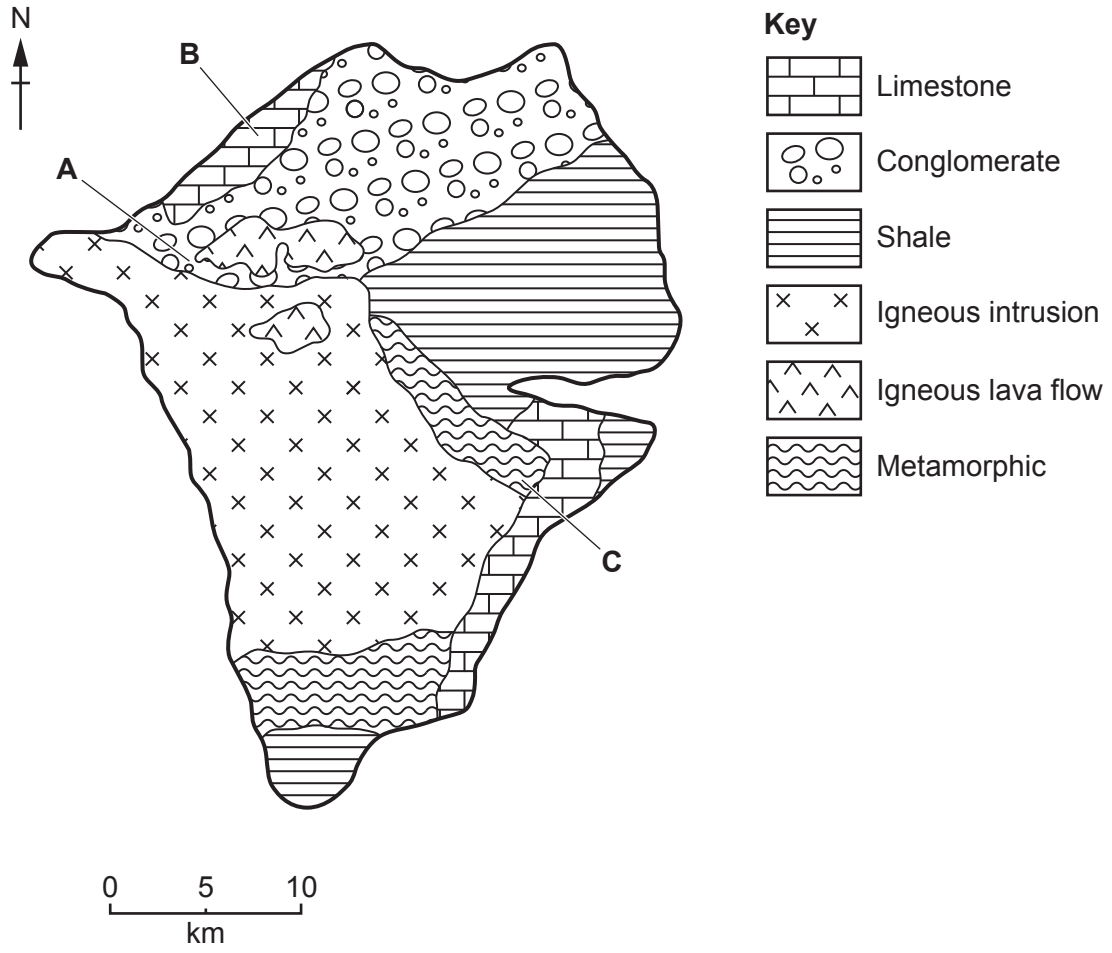 N
B
A
C
0 5 10
km
Key
Limestone
Conglomerate
Shale
Igneous intrusion
Igneous lava flow
Metamorphic